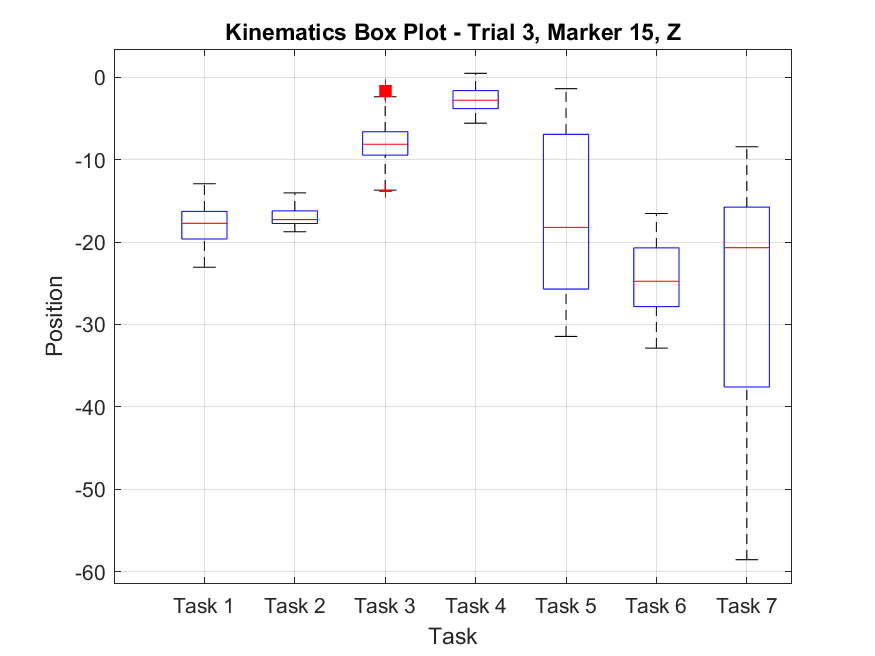 Kinematics Box Plot - Trial 3, Marker 15, Z
Position
0
-10
-20
-30
-40
-50
-60
Task 1 Task 2 Task 3 Task 4 Task 5 Task 6 Task 7
Task